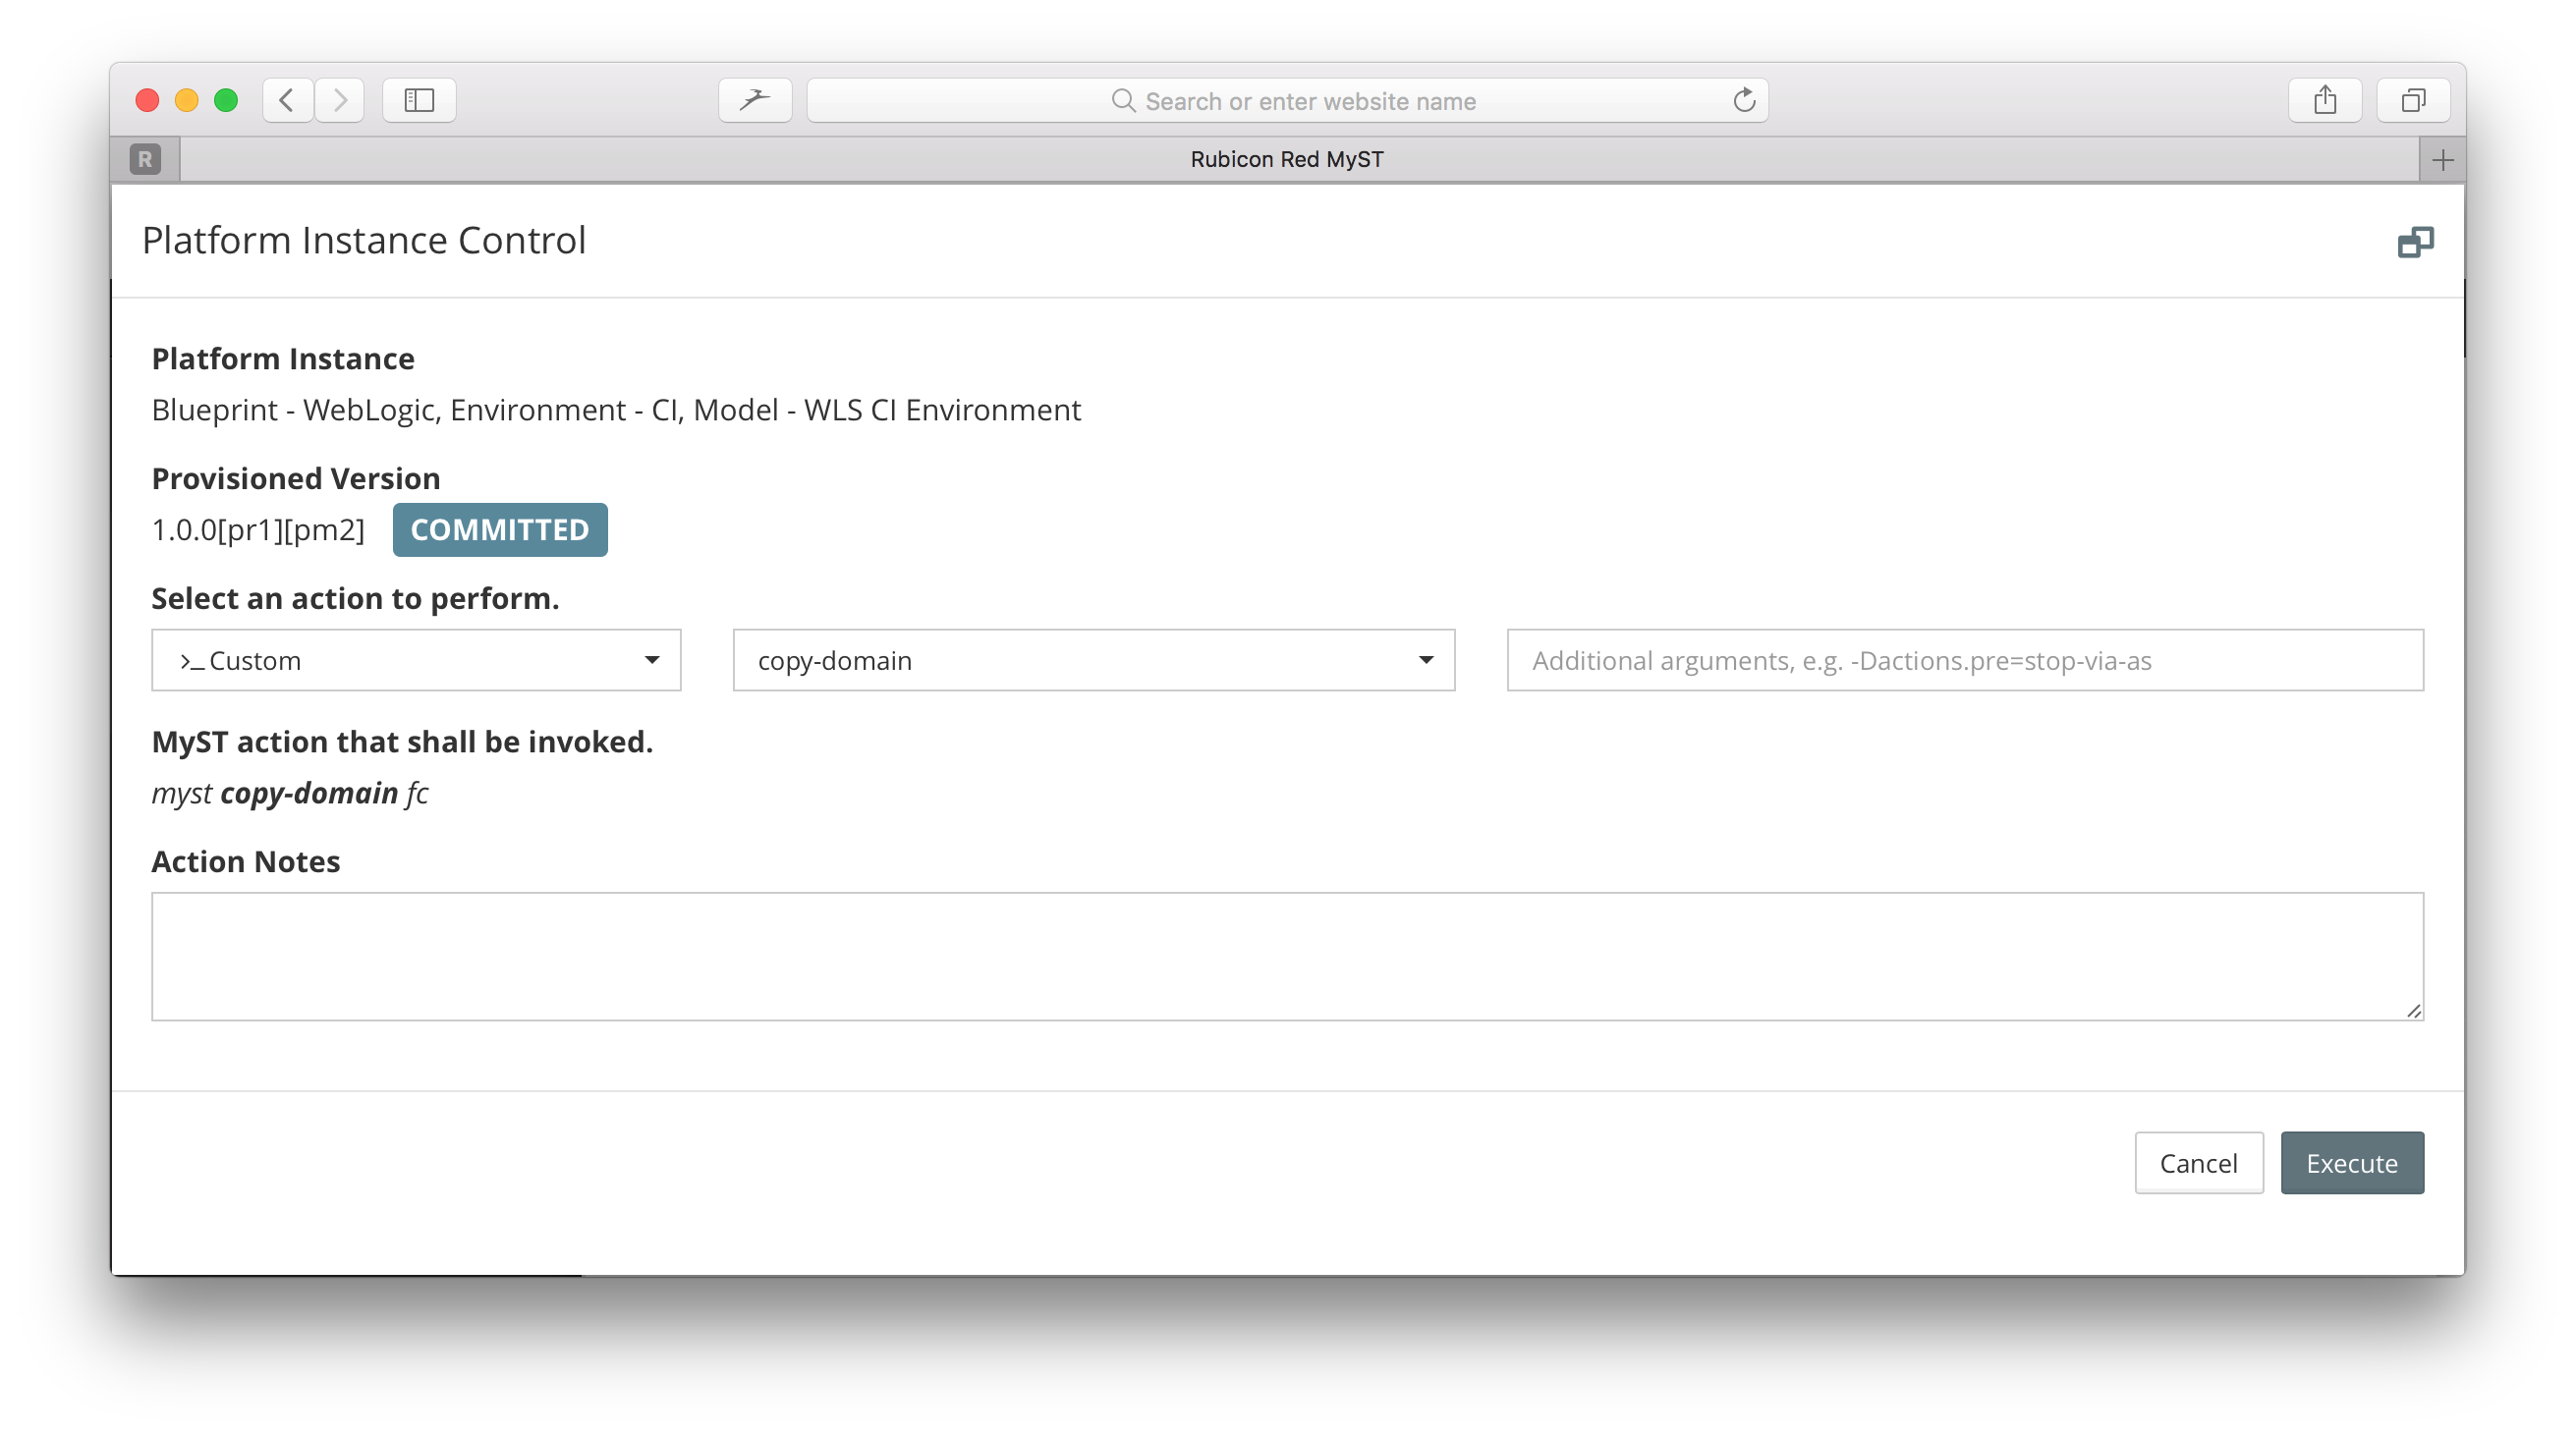 Search or enter website name
R
Rubicon Red MyST
Platform Instance Control
Platform Instance
Blueprint - WebLogic, Environment - CI, Model - WLS CI Environment
Provisioned Version
1.0.0[pr1][pm2] COMMITTED
Select an action to perform.
>_ Custom
copy-domain
Additional arguments, e.g. -Dactions.pre=stop-via-as
MyST action that shall be invoked.
myst copy-domain fc
Action Notes
Cancel
Execute